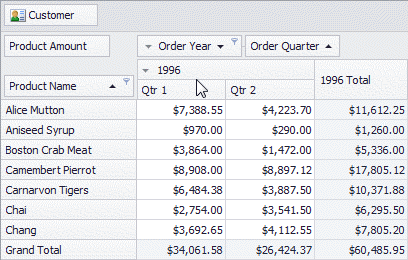 Customer
Product Amount Order Year Order Quarter
1996 1996 Total
Product Name Qtr 1 Qtr 2
Alice Mutton $7,388.55 $4,223.70 $11,612.25
Aniseed Syrup $970.00 $290.00 $1,260.00
Boston Crab Meat $3,864.00 $1,472.00 $5,336.00
Camembert Pierrot $8,908.00 $8,897.12 $17,805.12
Carnarvon Tigers $6,484.38 $3,887.50 $10,371.88
Chai $2,754.00 $3,541.50 $6,295.50
Chang $3,692.65 $4,112.55 $7,805.20
Grand Total $34,061.58 $26,424.37 $60,485.95